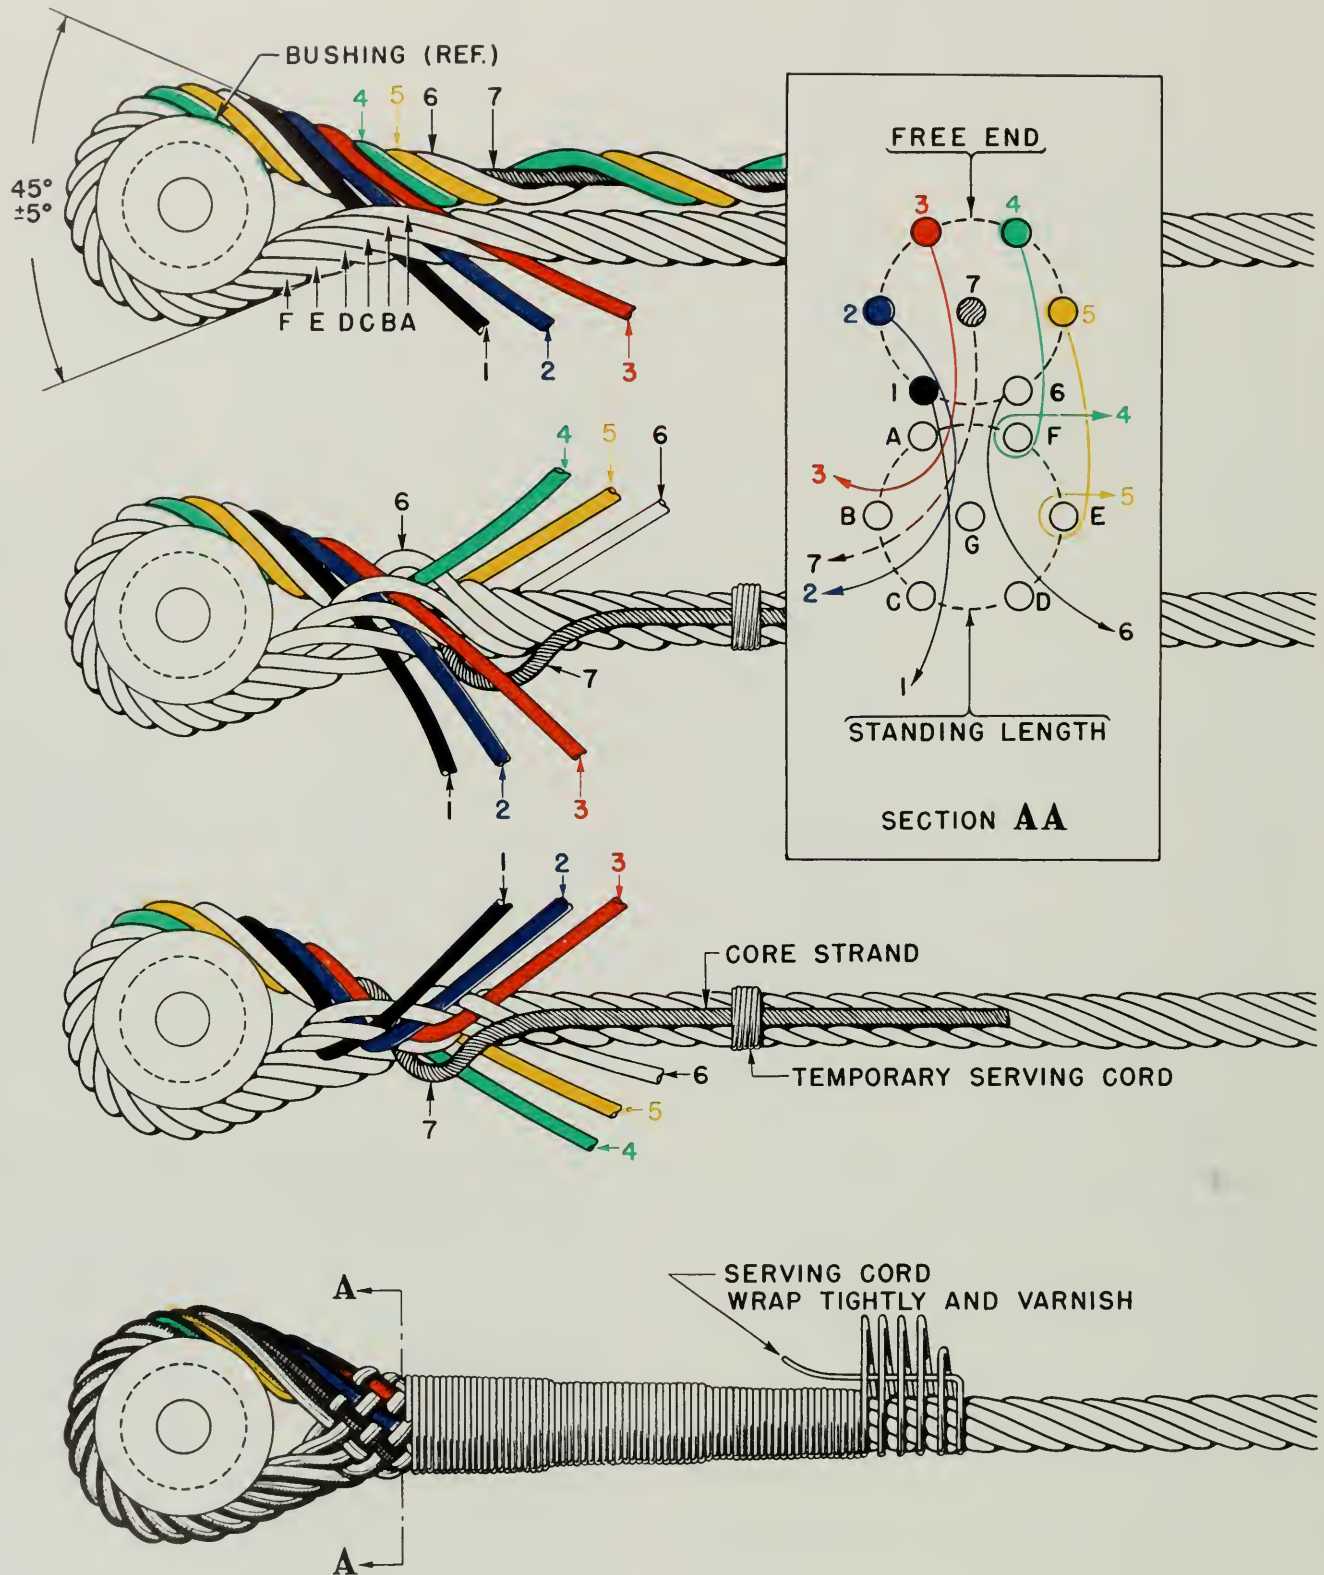 BUSHING (REF.)
4 5 6 7
45°
±5°
F E D C B A
1 2 3
FREE END
3 4
7
2 5
1 6
A F 4
3
B G E 5
7
2
C D
6
1
STANDING LENGTH
SECTION AA
4 5 6
6
7
1 2 3
1 2 3
CORE STRAND
TEMPORARY SERVING CORD
6
5
4
7
SERVING CORD
WRAP TIGHTLY AND VARNISH
A
A